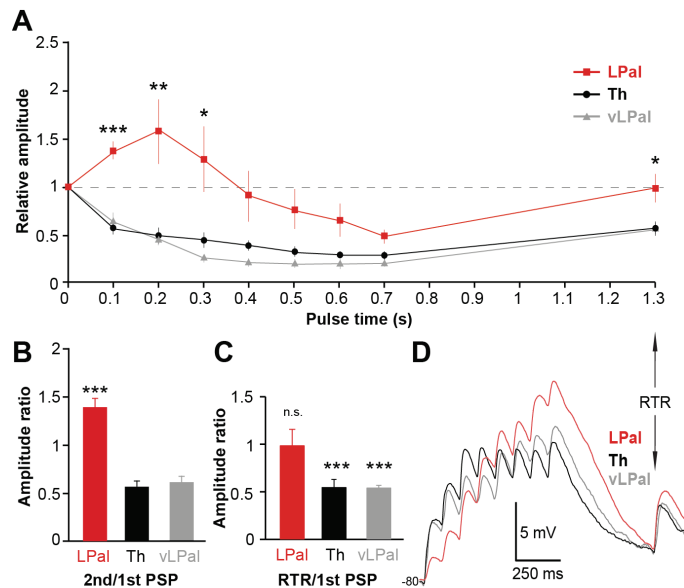 A
2.5
2
1.5
1
0.5
0
Relative amplitude
***
**
*
*
LPal
Th
vLPal
0
0.1
0.2
0.3
0.4
0.5
0.6
0.7
0.8
0.9
1
1.1
1.2
1.3
Pulse time (s)
B
2
1.5
1
0.5
0
Amplitude ratio
***
LPal
Th
vLPal
2nd/1st PSP
C
1.5
1
0.5
0
Amplitude ratio
n.s.
***
***
LPal
Th
vLPal
RTR/1st PSP
D
RTR
LPal
Th
vLPal
-80
5 mV
250 ms